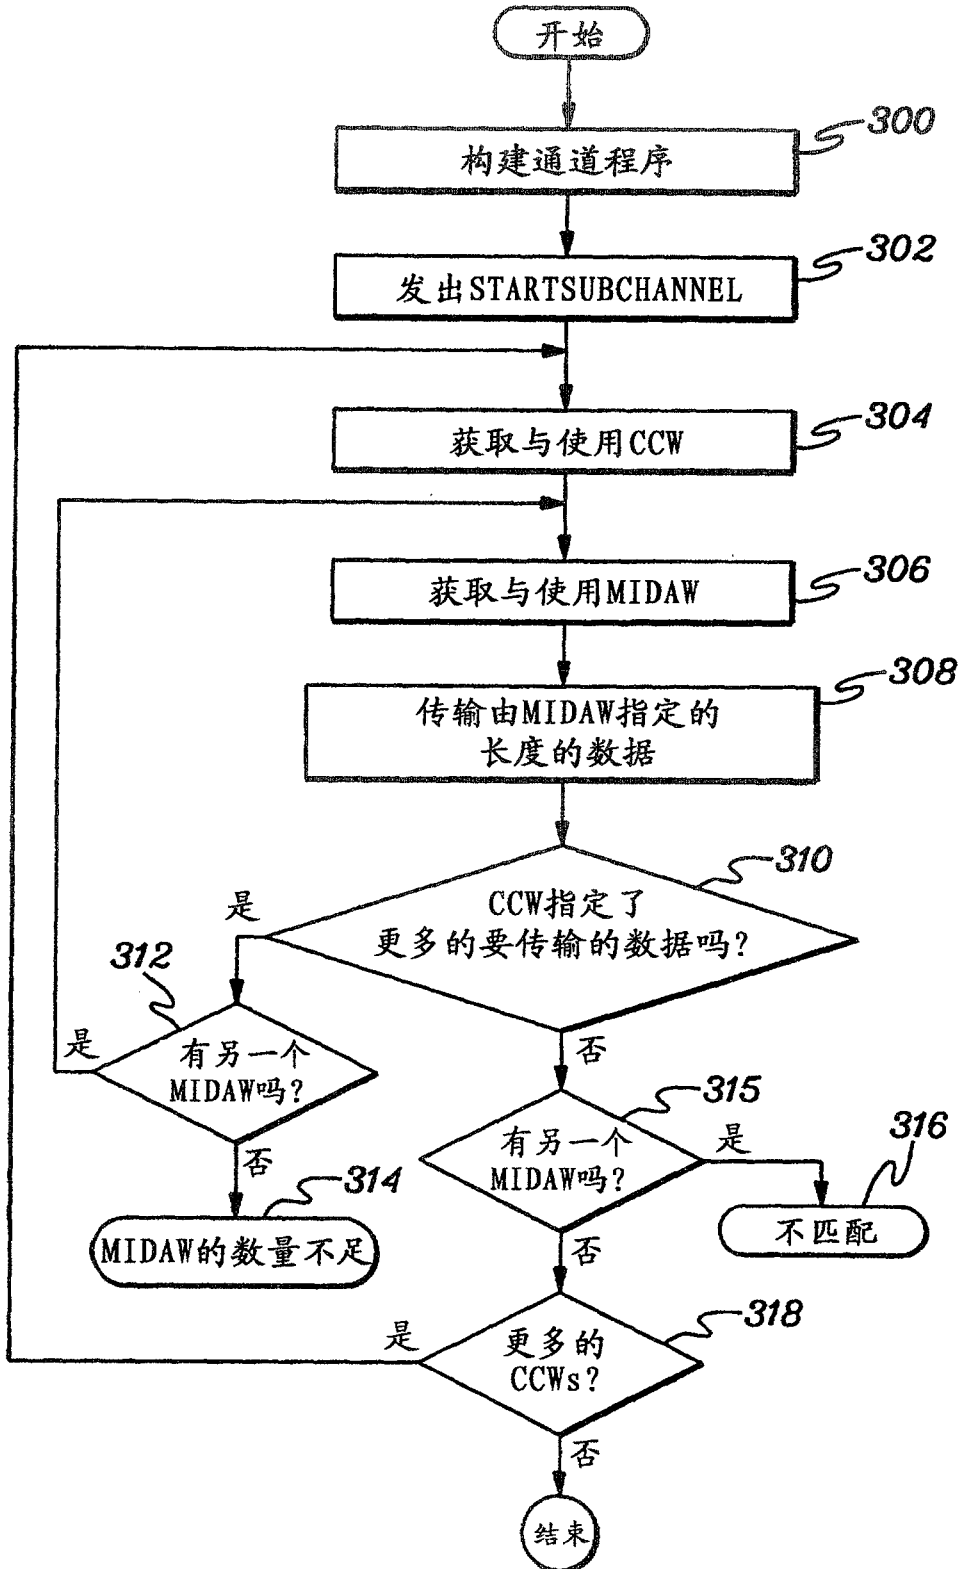 开始
300
构建通道程序
302
发出STARTSUBCHANNEL
304
获取与使用CCW
306
获取与使用MIDAW
308
传输由MIDAW指定的
长度的数据
310
CCW指定了
更多的要传输的数据吗?
是
312
是
有另一个
MIDAW吗?
否
314
MIDAW的数量不足
否
315
有另一个
MIDAW吗?
是
316
不匹配
否
318
更多的
CCWs?
是
否
结束